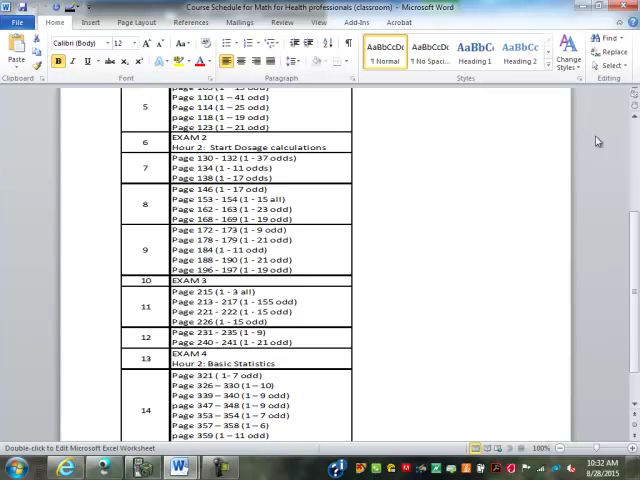 Course Schedule for Math for Health professionals (classroom) - Microsoft Word
File Home Insert Page Layout References Mailings Review View Add-Ins Acrobat
Calibri (Body) 12
Paste
AaBbCcDc AaBbCcDc AaBbC AaBbCc
¶ Normal ¶ No Spaci... Heading 1 Heading 2
Change Styles
Find
Replace
Select
Clipboard Font Paragraph Styles Editing
5
Page 110 (1 – 41 odd)
Page 114 (1 – 25 odd)
page 118 (1 – 19 odd)
Page 123 (1 – 21 odd)
6
EXAM 2
Hour 2: Start Dosage calculations
7
Page 130 - 132 (1 - 37 odds)
Page 134 (1 - 11 odds)
Page 138 (1 - 17 odds)
8
Page 146 (1 - 17 odd)
Page 153 - 154 (1 - 15 all)
Page 162 - 163 (1 - 23 odd)
Page 168 - 169 (1 - 19 odd)
9
Page 172 - 173 (1 - 9 odd)
Page 178 - 179 (1 - 21 odd)
Page 184 (1 - 11 odd)
Page 188 - 190 (1 - 21 odd)
Page 196 - 197 (1 - 19 odd)
10 EXAM 3
11
Page 215 (1 - 3 all)
Page 213 - 217 (1 - 155 odd)
Page 221 - 222 (1 - 15 odd)
Page 226 (1 - 15 odd)
12
Page 231 - 235 (1 - 9)
Page 240 - 241 (1 - 21 odd)
13
EXAM 4
Hour 2: Basic Statistics
14
Page 321 ( 1- 7 odd)
Page 326 – 330 (1 – 10)
Page 339 – 340 (1 – 9 odd)
page 347 – 348 (1 – 9 odd)
Page 353 – 354 (1 – 7 odd)
Page 357 – 358 (1 – 6)
page 359 (1 – 11 odd)
Double-click to Edit Microsoft Excel Worksheet
100%
10:32 AM
8/28/2015